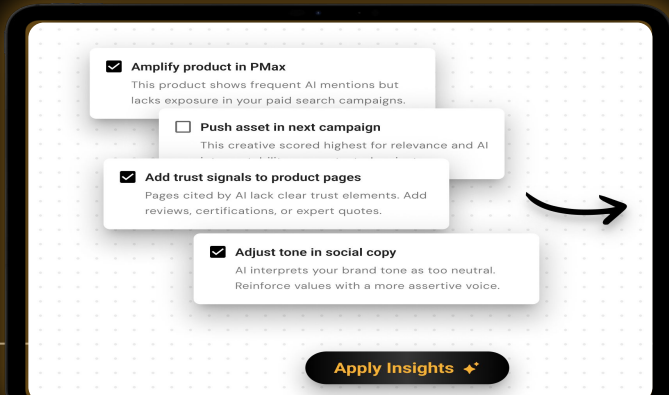 Amplify product in PMax
This product shows frequent AI mentions but
lacks exposure in your paid search campaigns.
Push asset in next campaign
This creative scored highest for relevance and AI
Add trust signals to product pages
Pages cited by AI lack clear trust elements. Add
reviews, certifications, or expert quotes.
Adjust tone in social copy
AI interprets your brand tone as too neutral.
Reinforce values with a more assertive voice.
Apply Insights